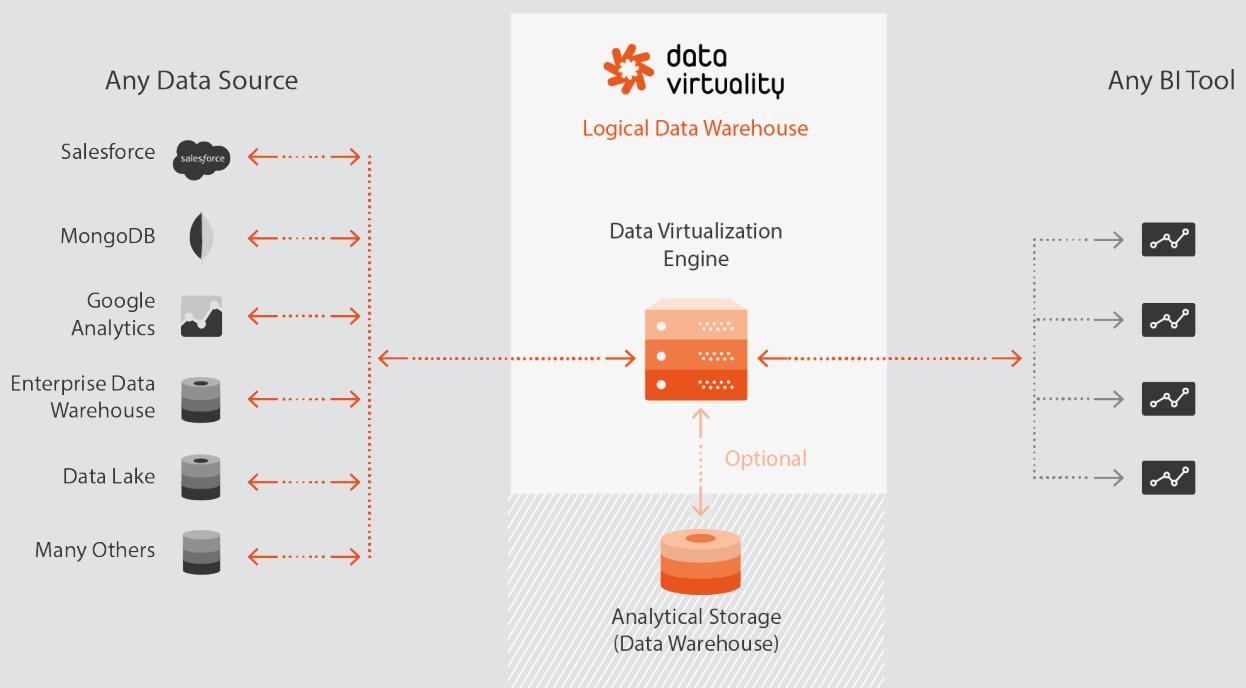 data
virtuality
Logical Data Warehouse
Any Data Source
Any BI Tool
Salesforce
salesforce
MongoDB
Google
Analytics
Enterprise Data
Warehouse
Data Lake
Many Others
Data Virtualization
Engine
Optional
Analytical Storage
(Data Warehouse)